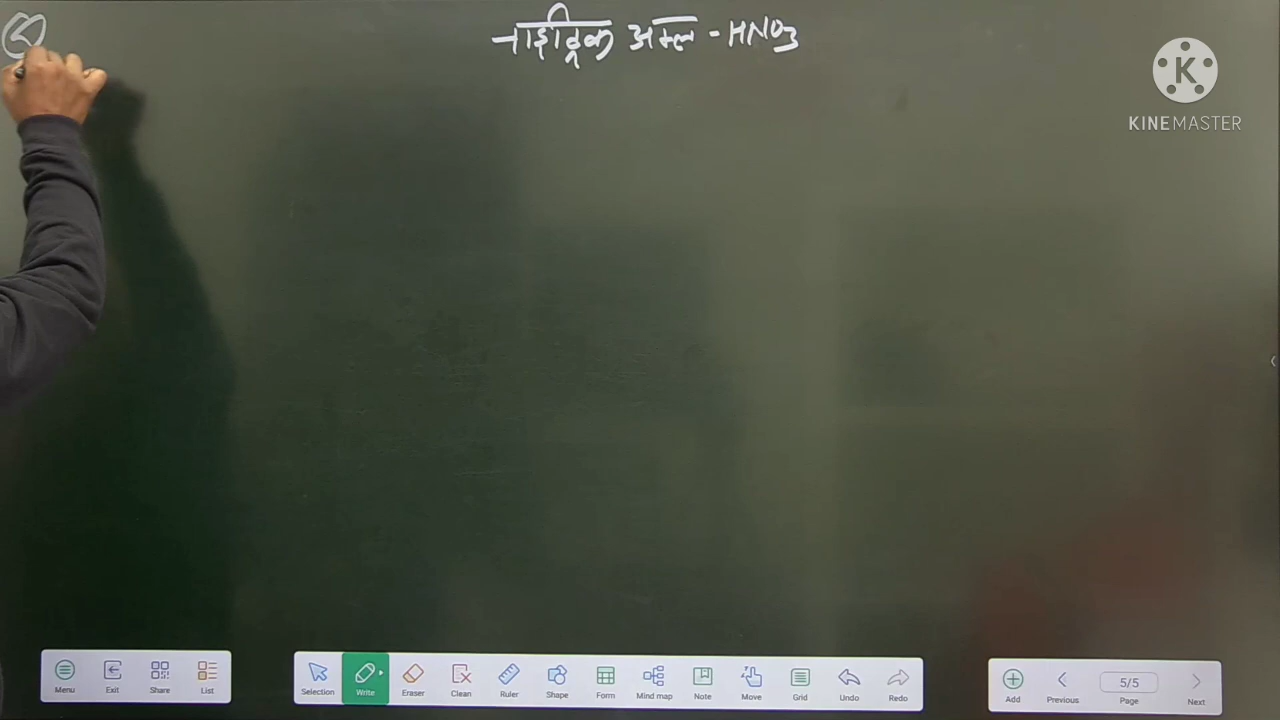 नाइट्रिक अम्ल - HNO3
KINEMASTER
Menu
Exit
Share
List
Selection
Write
Eraser
Clean
Ruler
Shape
Form
Mind map
Note
Move
Grid
Undo
Redo
Add
Previous
5/5
Page
Next